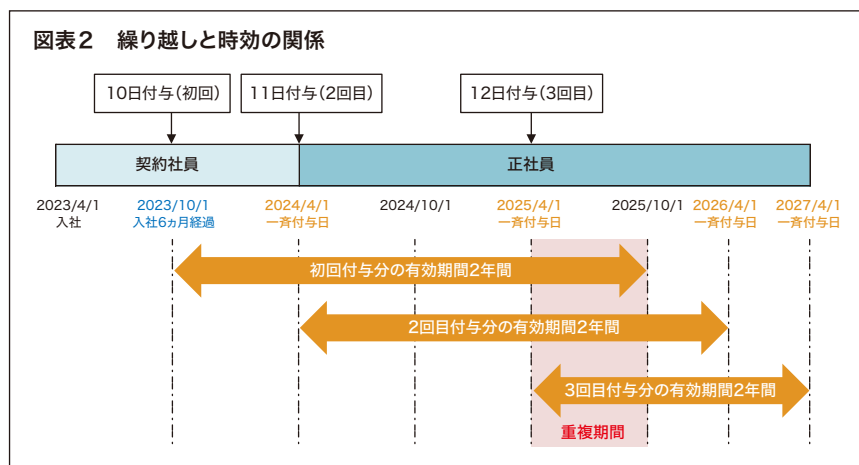 図表2 繰り越しと時効の関係
10日付与(初回)
11日付与(2回目)
12日付与(3回目)
契約社員
正社員
2023/4/1
入社
2023/10/1
入社6ヵ月経過
2024/4/1
一斉付与日
2024/10/1
2025/4/1
一斉付与日
2025/10/1
2026/4/1
一斉付与日
2027/4/1
一斉付与日
初回付与分の有効期間2年間
2回目付与分の有効期間2年間
3回目付与分の有効期間2年間
重複期間